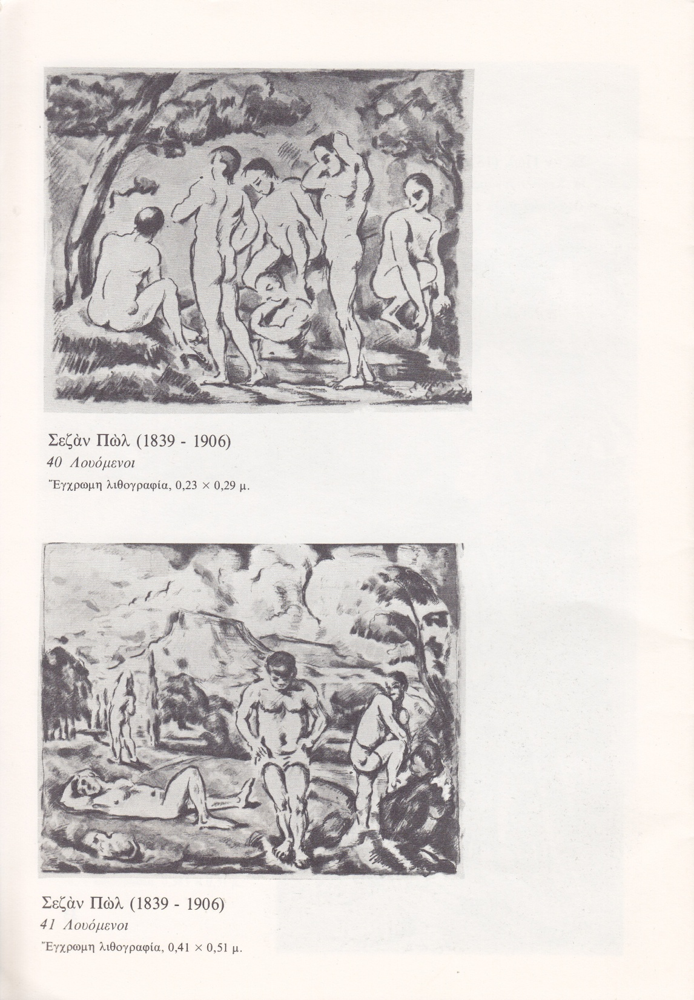 Σεζὰν Πὼλ (1839 - 1906)
40 Λουόμενοι
Ἔγχρωμη λιθογραφία, 0,23 × 0,29 μ.
Σεζὰν Πὼλ (1839 - 1906)
41 Λουόμενοι
Ἔγχρωμη λιθογραφία, 0,41 × 0,51 μ.